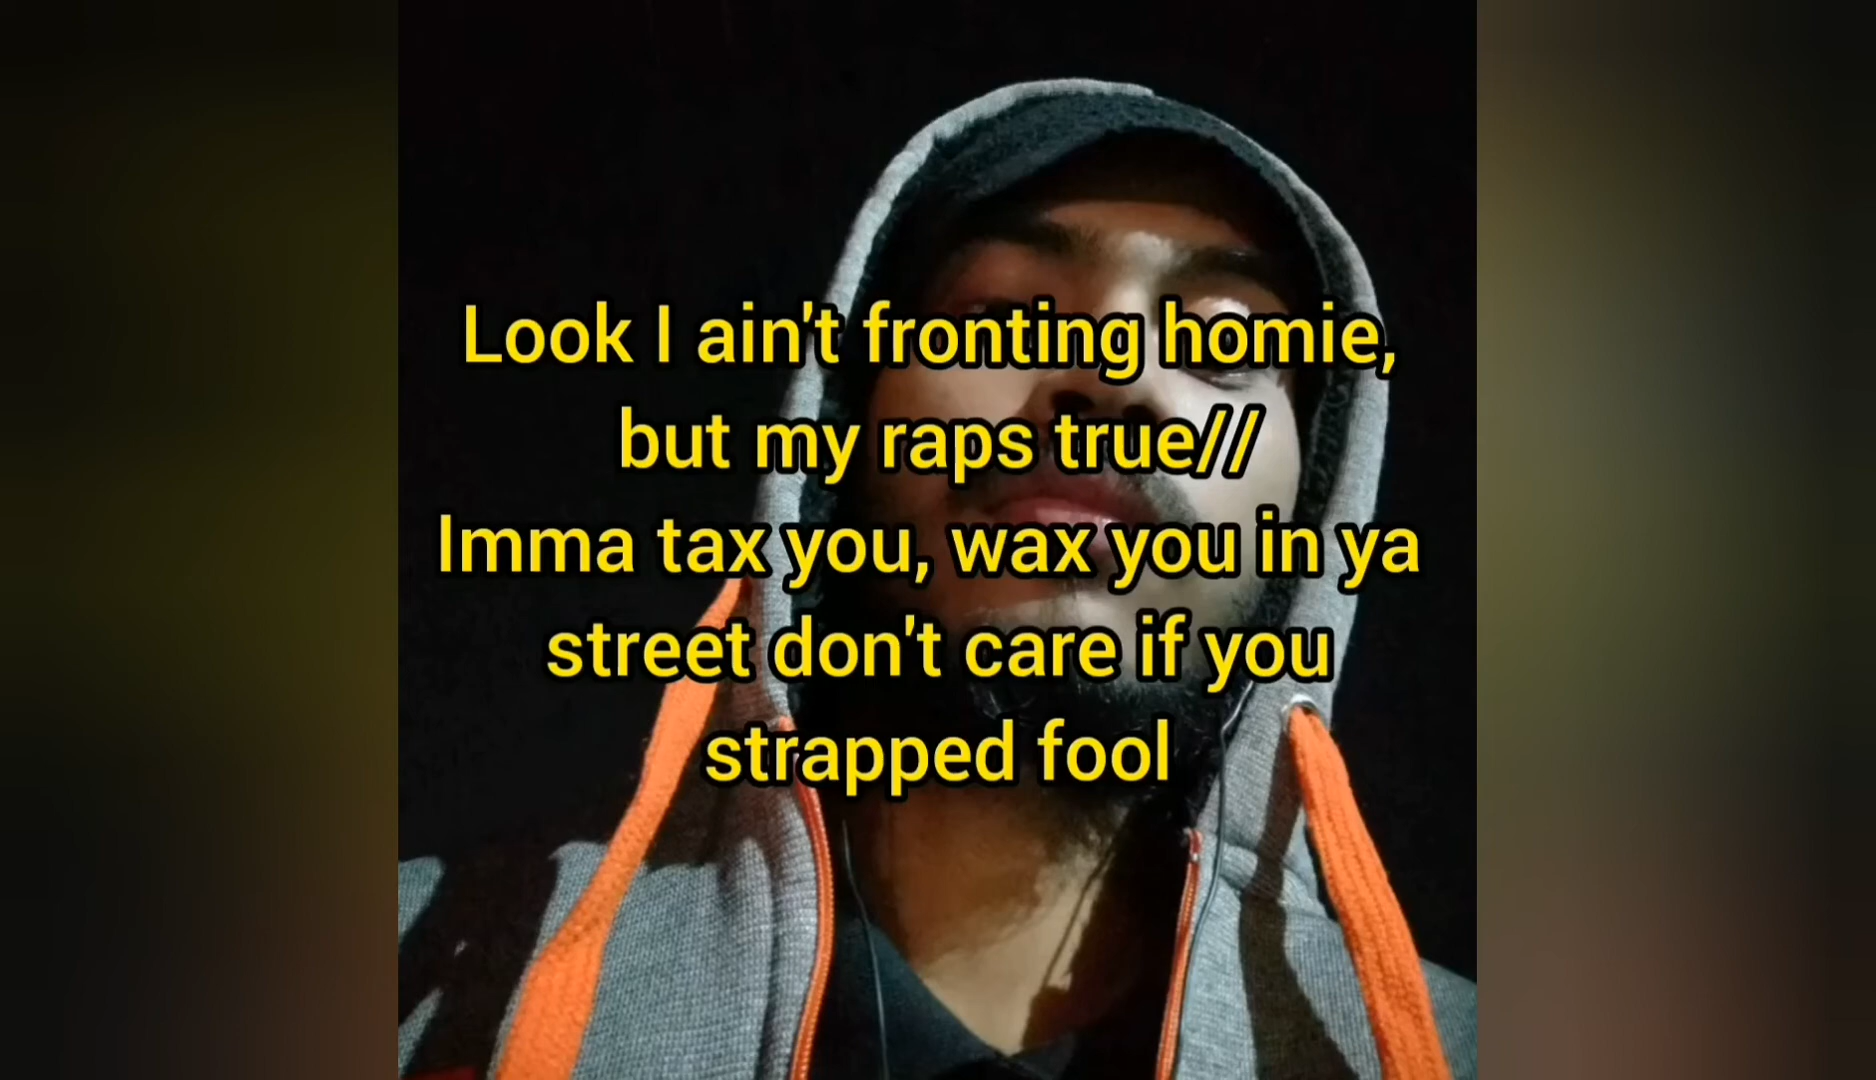 Look I ain't fronting homie,
but my raps true//
Imma tax you, wax you in ya
street don't care if you
strapped fool